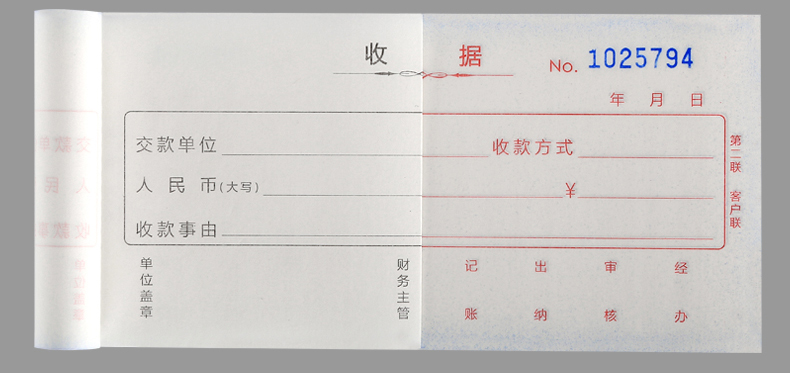 收 据 No. 1025794
年 月 日
交款单位 收款方式
人民币(大写) ¥
收款事由
第二联 客户联
单位盖章 财务主管 记账 出纳 审核 经办